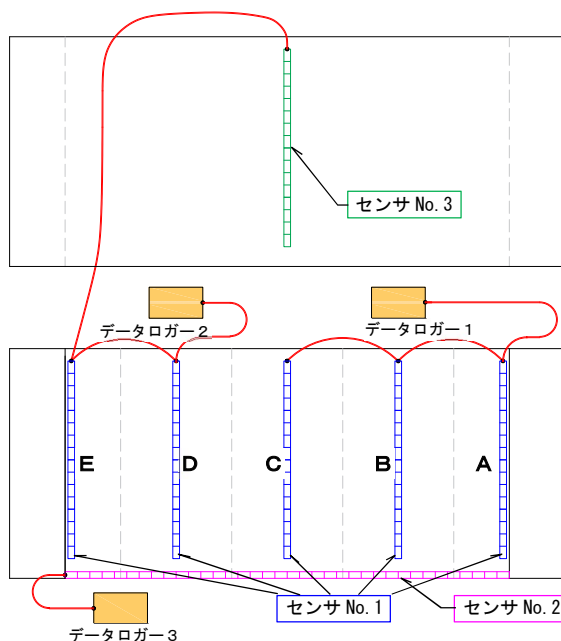 センサ No. 3
データロガー２
データロガー１
E
D
C
B
A
センサ No. 1
センサ No. 2
データロガー３